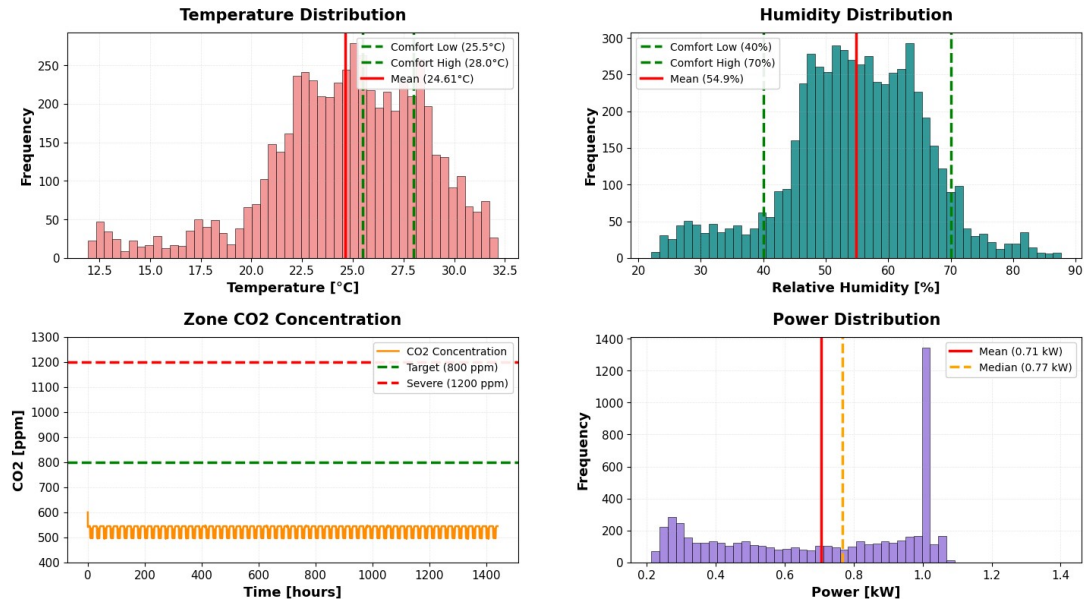 Temperature Distribution
Frequency
250
200
150
100
50
0
12.5 15.0 17.5 20.0 22.5 25.0 27.5 30.0 32.5
Temperature [°C]
Comfort Low (25.5°C)
Comfort High (28.0°C)
Mean (24.61°C)
Humidity Distribution
Frequency
300
250
200
150
100
50
0
20 30 40 50 60 70 80 90
Relative Humidity [%]
Comfort Low (40%)
Comfort High (70%)
Mean (54.9%)
Zone CO2 Concentration
CO2 [ppm]
1300
1200
1100
1000
900
800
700
600
500
400
0 200 400 600 800 1000 1200 1400
Time [hours]
CO2 Concentration
Target (800 ppm)
Severe (1200 ppm)
Power Distribution
Frequency
1400
1200
1000
800
600
400
200
0
0.2 0.4 0.6 0.8 1.0 1.2 1.4
Power [kW]
Mean (0.71 kW)
Median (0.77 kW)